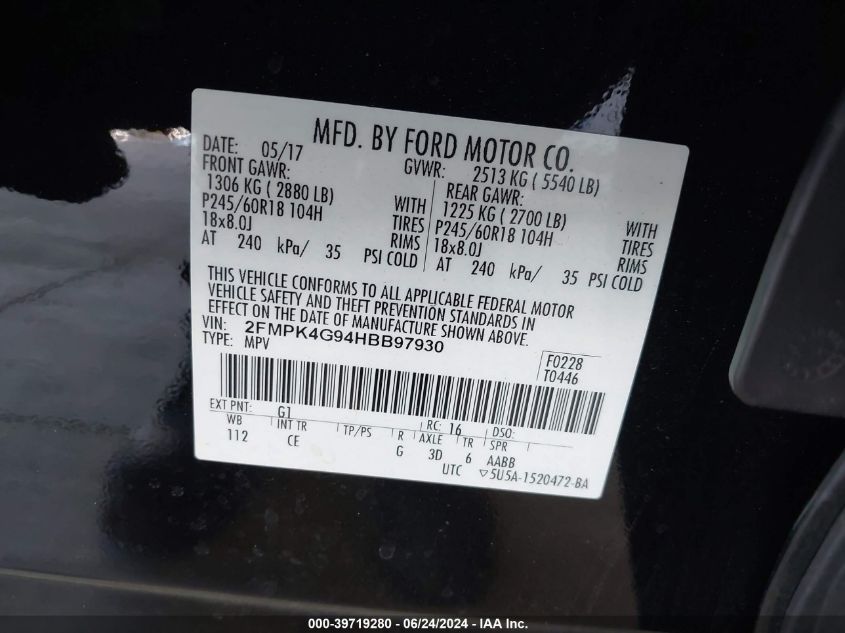 MFD. BY FORD MOTOR CO.
DATE: 05/17 GVWR: 2513 KG ( 5540 LB)
FRONT GAWR: REAR GAWR:
1306 KG ( 2880 LB) WITH 1225 KG ( 2700 LB) WITH
P245/60R18 104H TIRES P245/60R18 104H TIRES
18x8.0J RIMS 18x8.0J RIMS
AT 240 kPa/ 35 PSI COLD AT 240 kPa/ 35 PSI COLD
THIS VEHICLE CONFORMS TO ALL APPLICABLE FEDERAL MOTOR
VEHICLE SAFETY AND THEFT PREVENTION STANDARDS IN
EFFECT ON THE DATE OF MANUFACTURE SHOWN ABOVE.
VIN: 2FMPK4G94HBB97930
TYPE: MPV
F0228
T0446
EXT PNT: G1 RC: 16 DSO:
WB INT TR TP/PS R AXLE TR SPR
112 CE G 3D 6 AABB
UTC ▽5U5A-1520472-BA
000-39719280 - 06/24/2024 - IAA Inc.